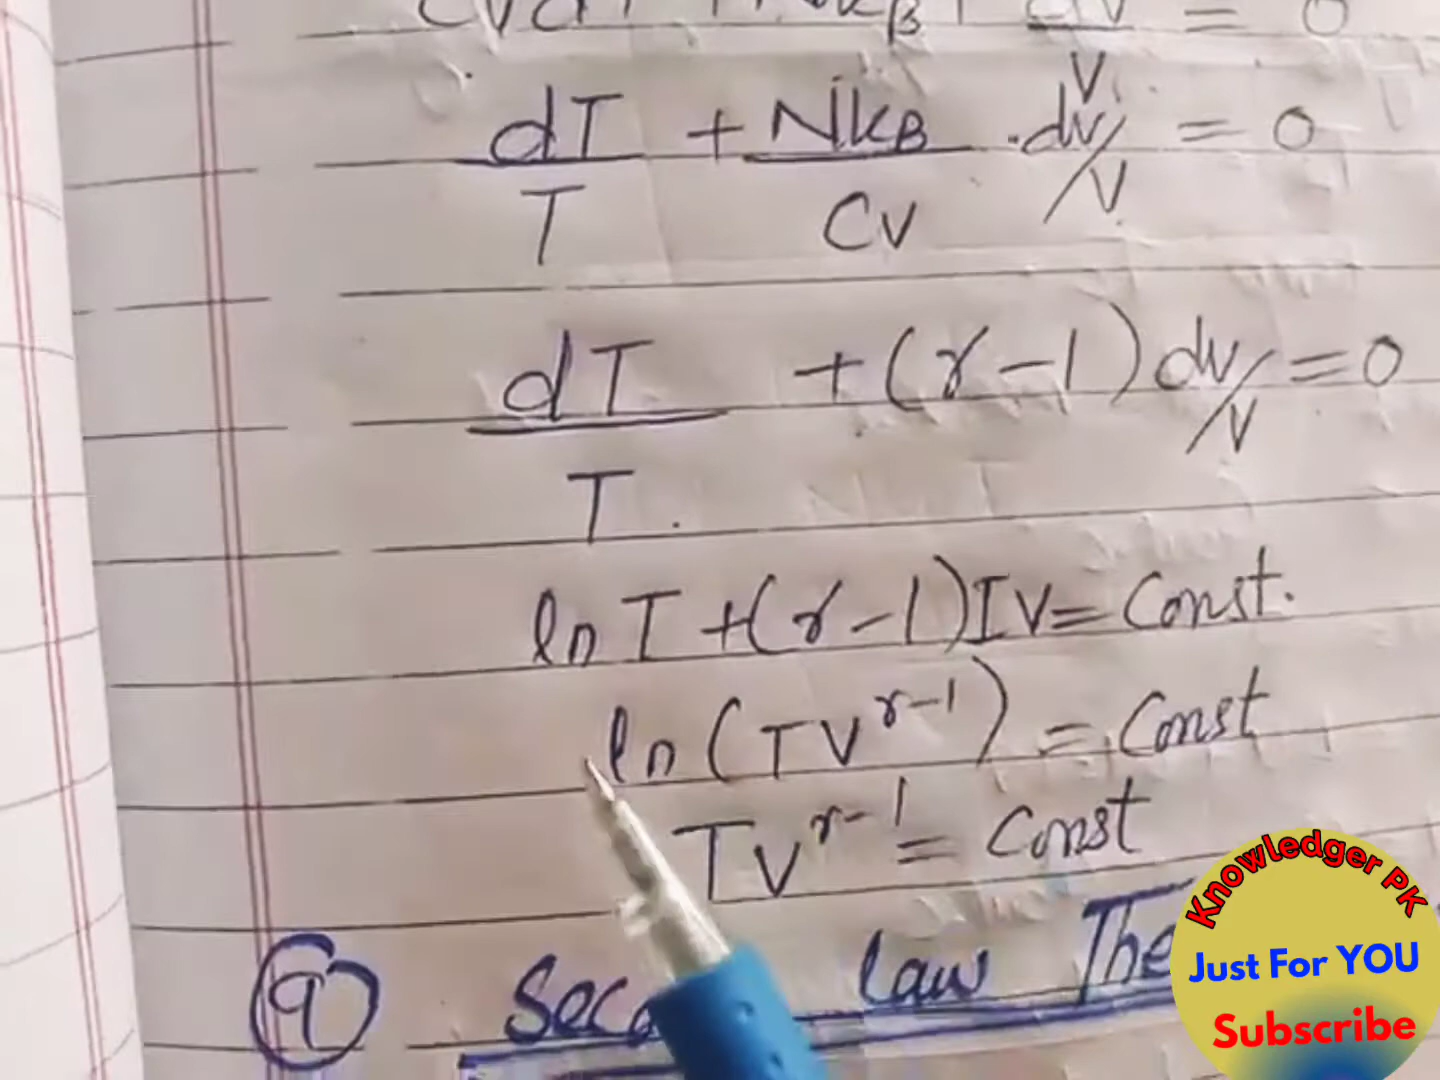 dT/T + NkB/Cv . dv/v = 0
dT/T + (γ-1) dv/v = 0
ln T + (γ-1) I V = Const.
ln (TV^γ-1) = Const
TV^γ-1 = Const
9 law
Knowledger PK
Just For YOU
Subscribe